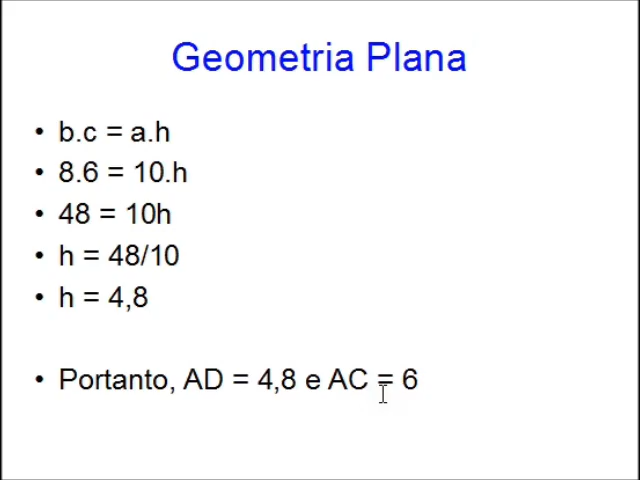 Geometria Plana
• b.c = a.h
• 8.6 = 10.h
• 48 = 10h
• h = 48/10
• h = 4,8
• Portanto, AD = 4,8 e AC = 6